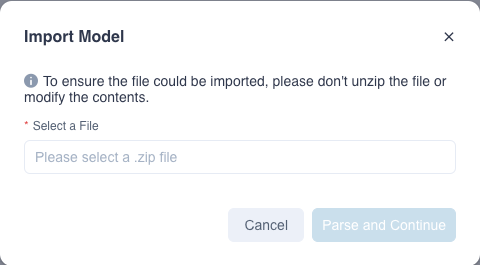 Import Model
To ensure the file could be imported, please don't unzip the file or
modify the contents.
* Select a File
Please select a .zip file
Cancel
Parse and Continue